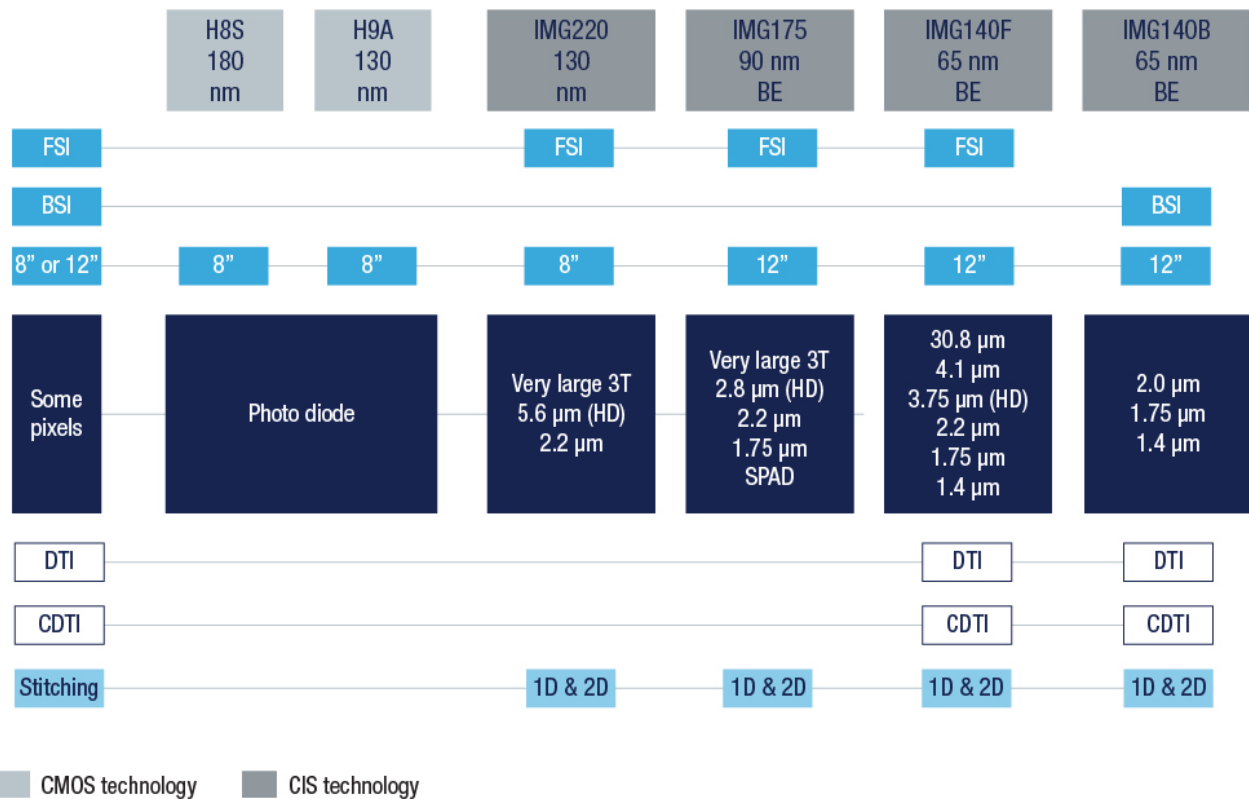 H8S
180
nm
H9A
130
nm
IMG220
130
nm
IMG175
90 nm
BE
IMG140F
65 nm
BE
IMG140B
65 nm
BE
FSI
FSI
FSI
FSI
BSI
BSI
8” or 12”
8”
8”
8”
12”
12”
12”
Some
pixels
Photo diode
Very large 3T
5.6 µm (HD)
2.2 µm
Very large 3T
2.8 µm (HD)
2.2 µm
1.75 µm
SPAD
30.8 µm
4.1 µm
3.75 µm (HD)
2.2 µm
1.75 µm
1.4 µm
2.0 µm
1.75 µm
1.4 µm
DTI
DTI
DTI
CDTI
CDTI
CDTI
Stitching
1D & 2D
1D & 2D
1D & 2D
1D & 2D
CMOS technology
CIS technology